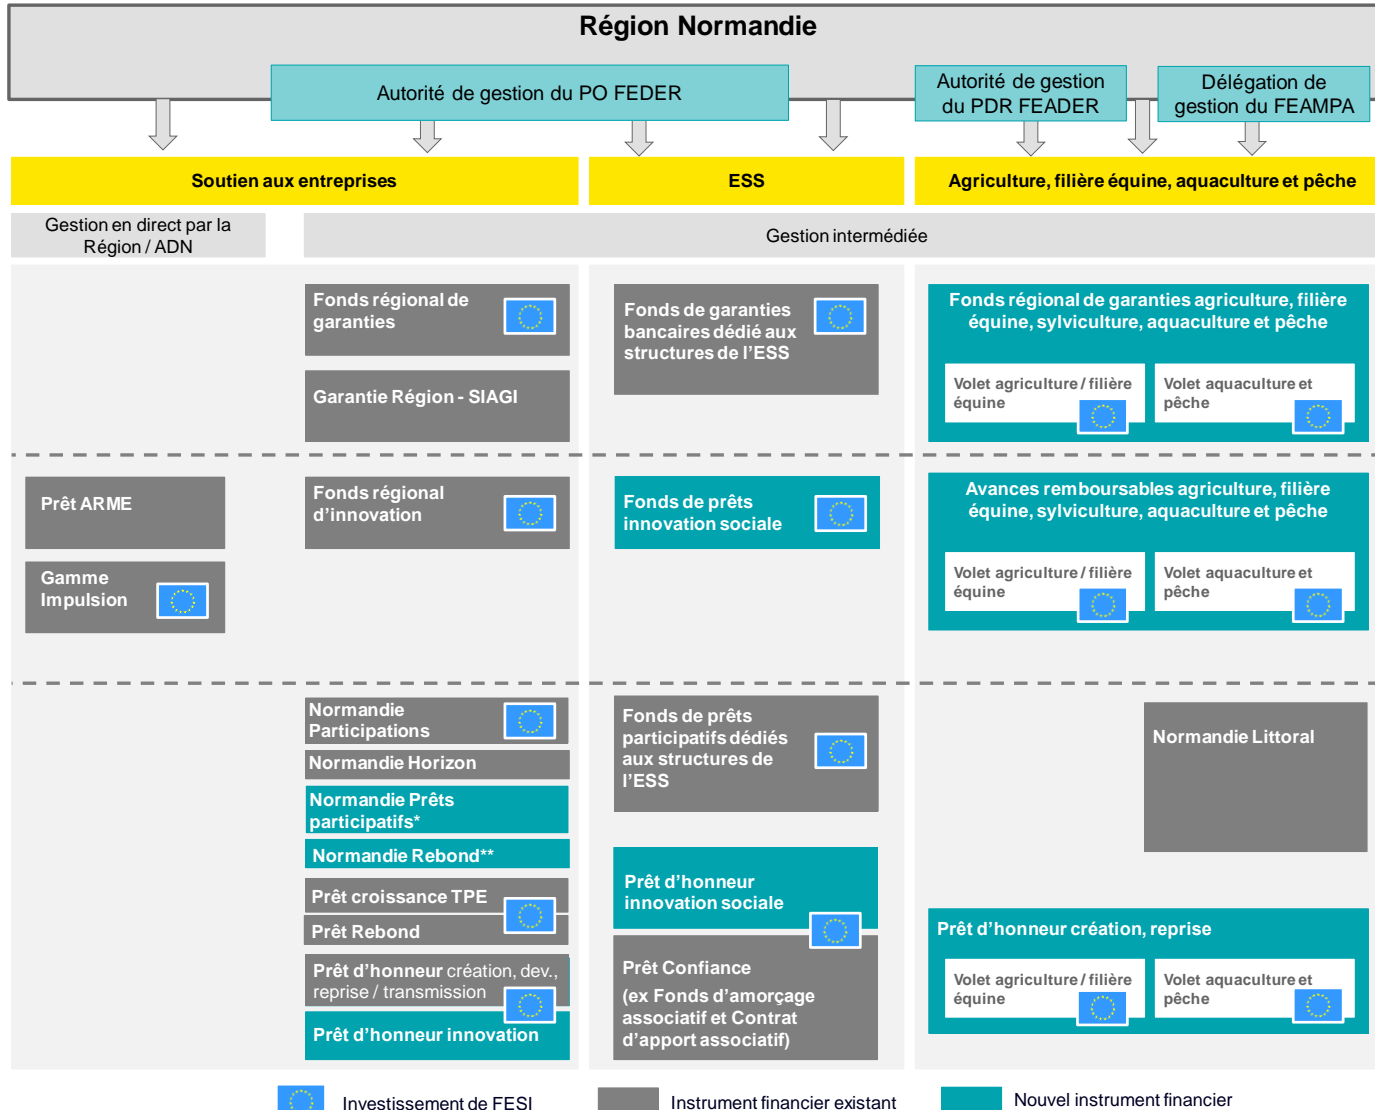 Région Normandie
Autorité de gestion du PO FEDER
Autorité de gestion
du PDR FEADER
Délégation de
gestion du FEAMPA
Soutien aux entreprises
ESS
Agriculture, filière équine, aquaculture et pêche
Gestion en direct par la
Région / ADN
Gestion intermédiée
Fonds régional de
garanties
Garantie Région - SIAGI
Fonds de garanties
bancaires dédié aux
structures de l’ESS
Fonds régional de garanties agriculture, filière
équine, sylviculture, aquaculture et pêche
Volet agriculture / filière
équine
Volet aquaculture et
pêche
Prêt ARME
Gamme
Impulsion
Fonds régional
d’innovation
Fonds de prêts
innovation sociale
Avances remboursables agriculture, filière
équine, sylviculture, aquaculture et pêche
Volet agriculture / filière
équine
Volet aquaculture et
pêche
Normandie
Participations
Normandie Horizon
Normandie Prêts
participatifs*
Normandie Rebond**
Prêt croissance TPE
Prêt Rebond
Prêt d’honneur création, dev.,
reprise / transmission
Prêt d’honneur innovation
Fonds de prêts
participatifs dédiés
aux structures de
l’ESS
Prêt d’honneur
innovation sociale
Prêt Confiance
(ex Fonds d’amorçage
associatif et Contrat
d’apport associatif)
Normandie Littoral
Prêt d’honneur création, reprise
Volet agriculture / filière
équine
Volet aquaculture et
pêche
Investissement de FESI
Instrument financier existant
Nouvel instrument financier